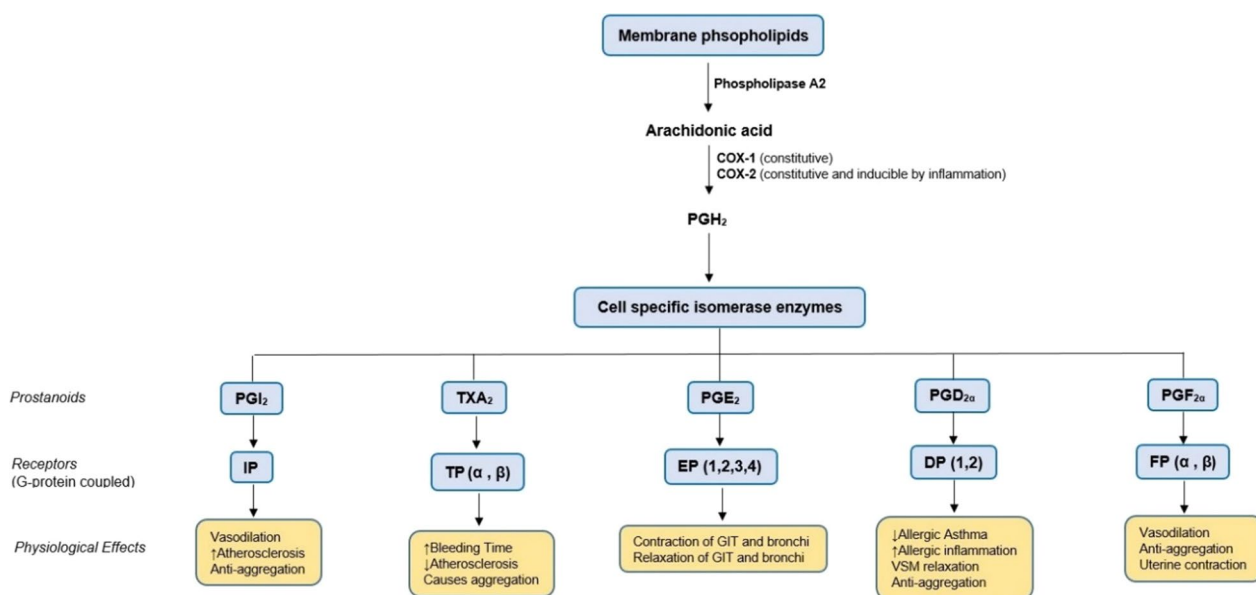 Membrane phsopholipids
Phospholipase A2
Arachidonic acid
COX-1 (constitutive)
COX-2 (constitutive and inducible by inflammation)
PGH₂
Cell specific isomerase enzymes
Prostanoids
PGI₂
TXA₂
PGE₂
PGD₂α
PGF₂α
Receptors
(G-protein coupled)
IP
TP (α , β)
EP (1,2,3,4)
DP (1,2)
FP (α , β)
Physiological Effects
Vasodilation
↑Atherosclerosis
Anti-aggregation
↑Bleeding Time
↓Atherosclerosis
Causes aggregation
Contraction of GIT and bronchi
Relaxation of GIT and bronchi
↓Allergic Asthma
↑Allergic inflammation
VSM relaxation
Anti-aggregation
Vasodilation
Anti-aggregation
Uterine contraction